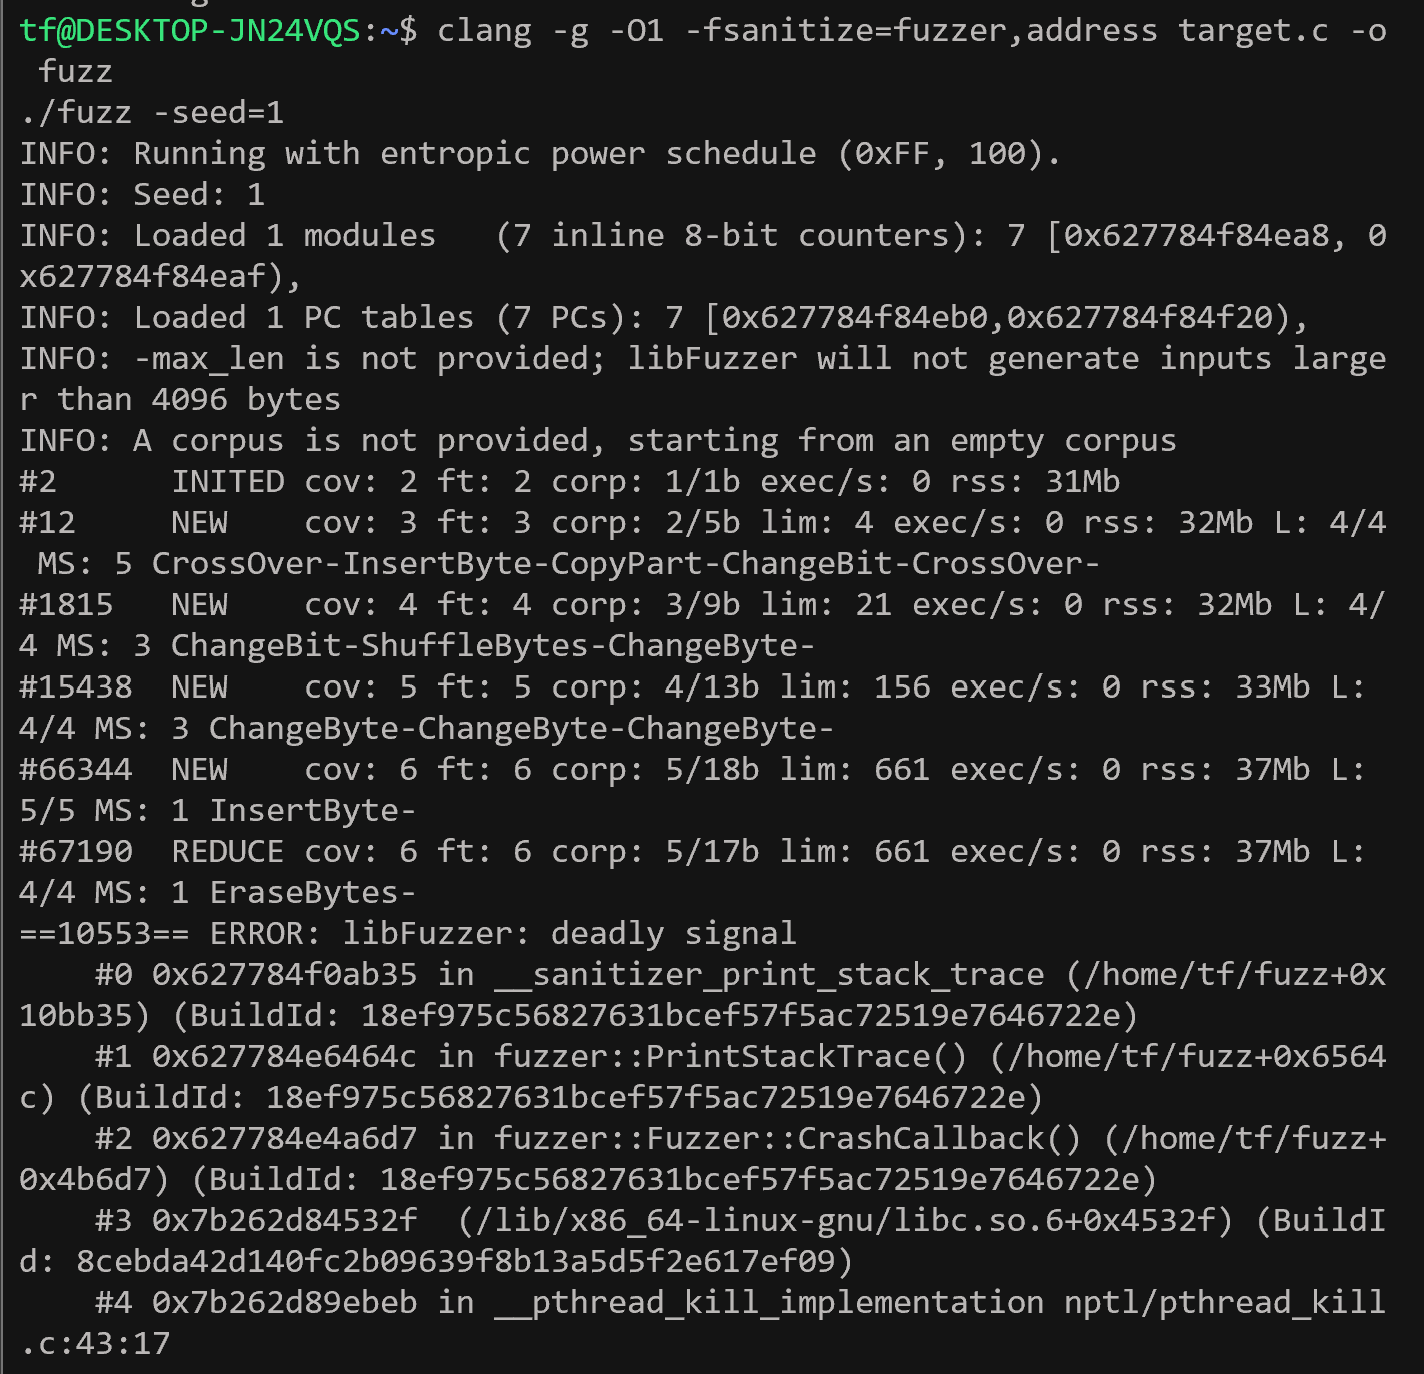 tf@DESKTOP-JN24VQS:~$ clang -g -O1 -fsanitize=fuzzer,address target.c -o
 fuzz
./fuzz -seed=1
INFO: Running with entropic power schedule (0xFF, 100).
INFO: Seed: 1
INFO: Loaded 1 modules   (7 inline 8-bit counters): 7 [0x627784f84ea8, 0
x627784f84eaf),
INFO: Loaded 1 PC tables (7 PCs): 7 [0x627784f84eb0,0x627784f84f20),
INFO: -max_len is not provided; libFuzzer will not generate inputs large
r than 4096 bytes
INFO: A corpus is not provided, starting from an empty corpus
#2      INITED cov: 2 ft: 2 corp: 1/1b exec/s: 0 rss: 31Mb
#12     NEW    cov: 3 ft: 3 corp: 2/5b lim: 4 exec/s: 0 rss: 32Mb L: 4/4
 MS: 5 CrossOver-InsertByte-CopyPart-ChangeBit-CrossOver-
#1815   NEW    cov: 4 ft: 4 corp: 3/9b lim: 21 exec/s: 0 rss: 32Mb L: 4/
4 MS: 3 ChangeBit-ShuffleBytes-ChangeByte-
#15438  NEW    cov: 5 ft: 5 corp: 4/13b lim: 156 exec/s: 0 rss: 33Mb L:
4/4 MS: 3 ChangeByte-ChangeByte-ChangeByte-
#66344  NEW    cov: 6 ft: 6 corp: 5/18b lim: 661 exec/s: 0 rss: 37Mb L:
5/5 MS: 1 InsertByte-
#67190  REDUCE cov: 6 ft: 6 corp: 5/17b lim: 661 exec/s: 0 rss: 37Mb L:
4/4 MS: 1 EraseBytes-
==10553== ERROR: libFuzzer: deadly signal
    #0 0x627784f0ab35 in __sanitizer_print_stack_trace (/home/tf/fuzz+0x
10bb35) (BuildId: 18ef975c56827631bcef57f5ac72519e7646722e)
    #1 0x627784e6464c in fuzzer::PrintStackTrace() (/home/tf/fuzz+0x6564
c) (BuildId: 18ef975c56827631bcef57f5ac72519e7646722e)
    #2 0x627784e4a6d7 in fuzzer::Fuzzer::CrashCallback() (/home/tf/fuzz+
0x4b6d7) (BuildId: 18ef975c56827631bcef57f5ac72519e7646722e)
    #3 0x7b262d84532f  (/lib/x86_64-linux-gnu/libc.so.6+0x4532f) (BuildI
d: 8cebda42d140fc2b09639f8b13a5d5f2e617ef09)
    #4 0x7b262d89ebeb in __pthread_kill_implementation nptl/pthread_kill
.c:43:17